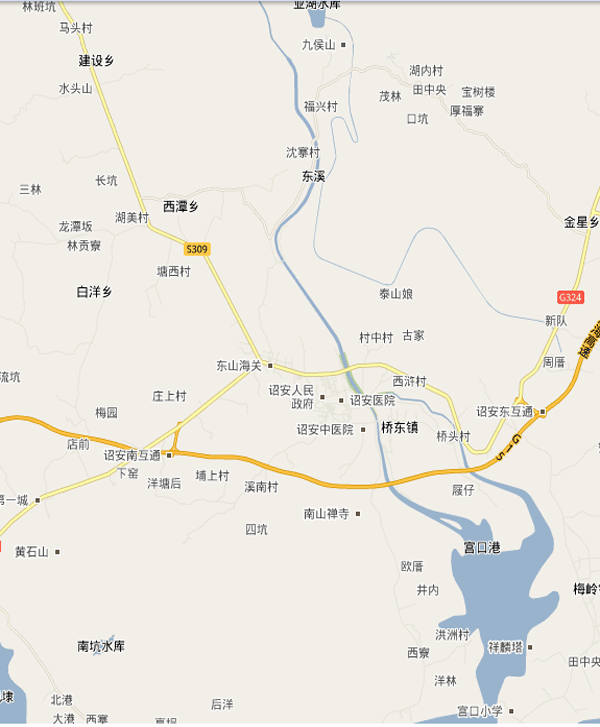 林班坑
亚湖水库
马头村
九侯山
建设乡
湖内村
水头山
田中央
宝树楼
茂林
福兴村
厚福寨
口坑
沈寨村
东溪
长坑
三林
西潭乡
湖美村
金星乡
龙潭坂
林贡寮
S309
塘西村
白洋乡
泰山娘
G324
新队
村中村
古家
周厝
东山海关
流坑
西浒村
诏安人民
政府
庄上村
诏安医院
梅园
诏安东互通
桥东镇
诏安中医院
桥头村
店前
G15
诏安南互通
下窑
埔上村
洋塘后
溪南村
履仔
第一城
南山禅寺
四坑
宫口港
黄石山
欧厝
井内
梅岭
洪洲村
南坑水库
祥麟塔
西寮
田中央
洋林
北港
后洋
宫口小学
大港
西寨